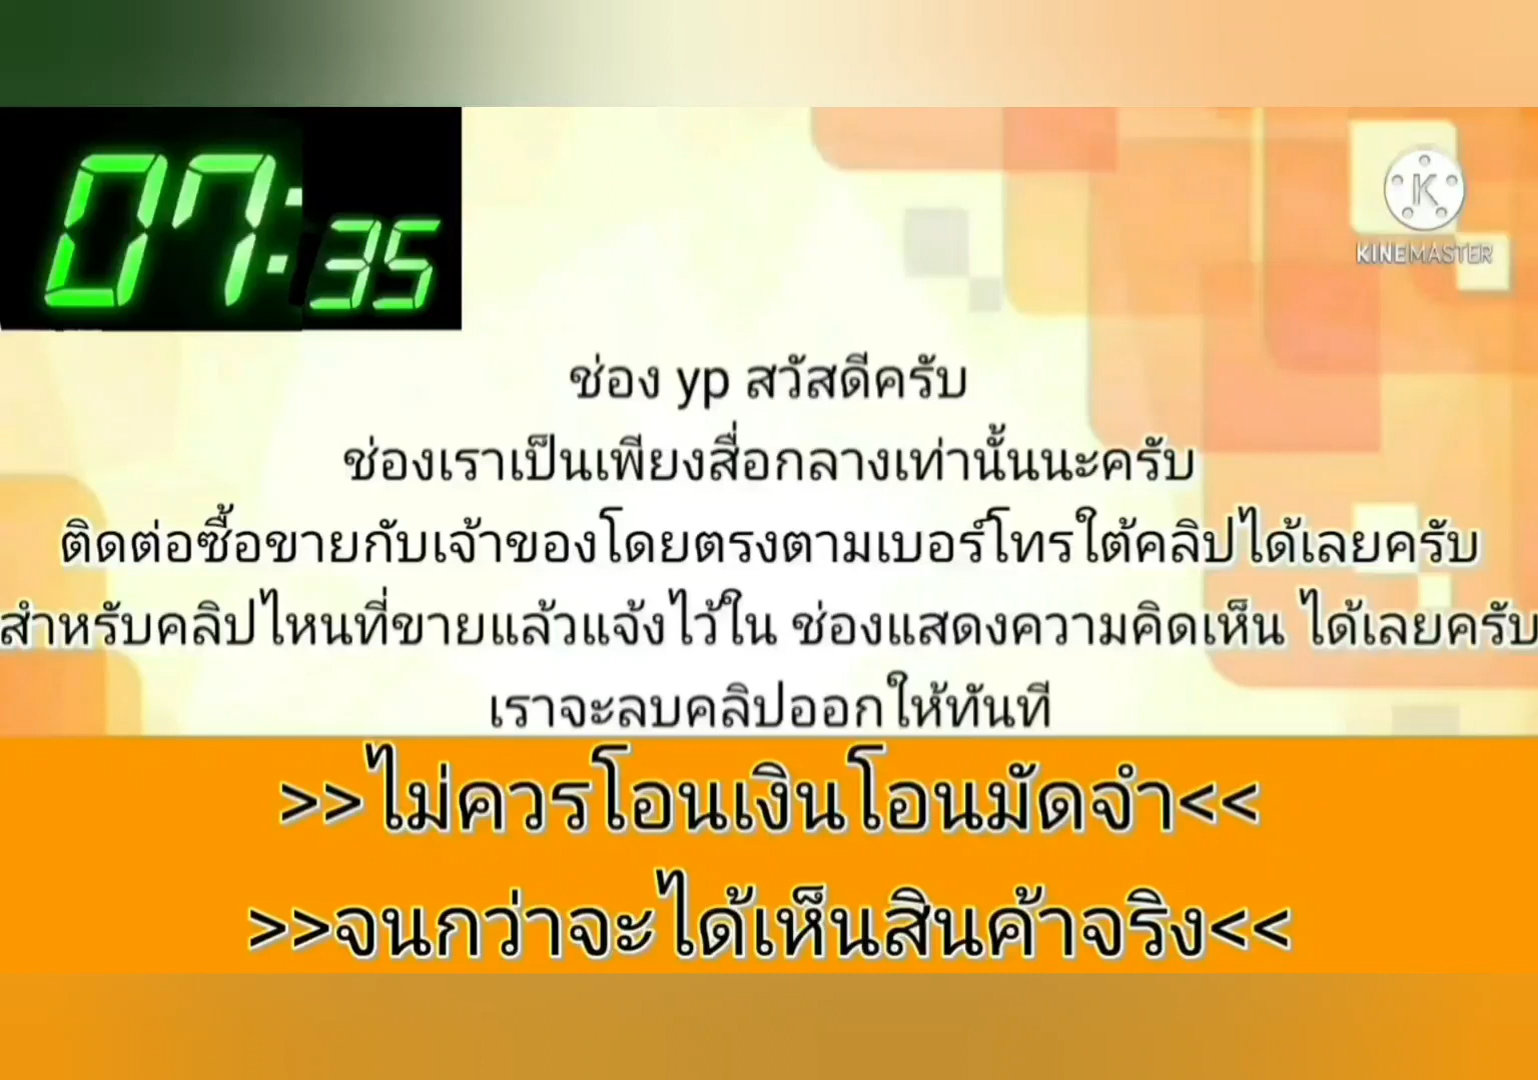 07:35
KINEMASTER
ช่อง yp สวัสดีครับ
ช่องเราเป็นเพียงสื่อกลางเท่านั้นนะครับ
ติดต่อซื้อขายกับเจ้าของโดยตรงตามเบอร์โทรใต้คลิปได้เลยครับ
สำหรับคลิปไหนที่ขายแล้วแจ้งไว้ใน ช่องแสดงความคิดเห็น ได้เลยครับ
เราจะลบคลิปออกให้ทันที
>>ไม่ควรโอนเงินโอนมัดจำ<<
>>จนกว่าจะได้เห็นสินค้าจริง<<